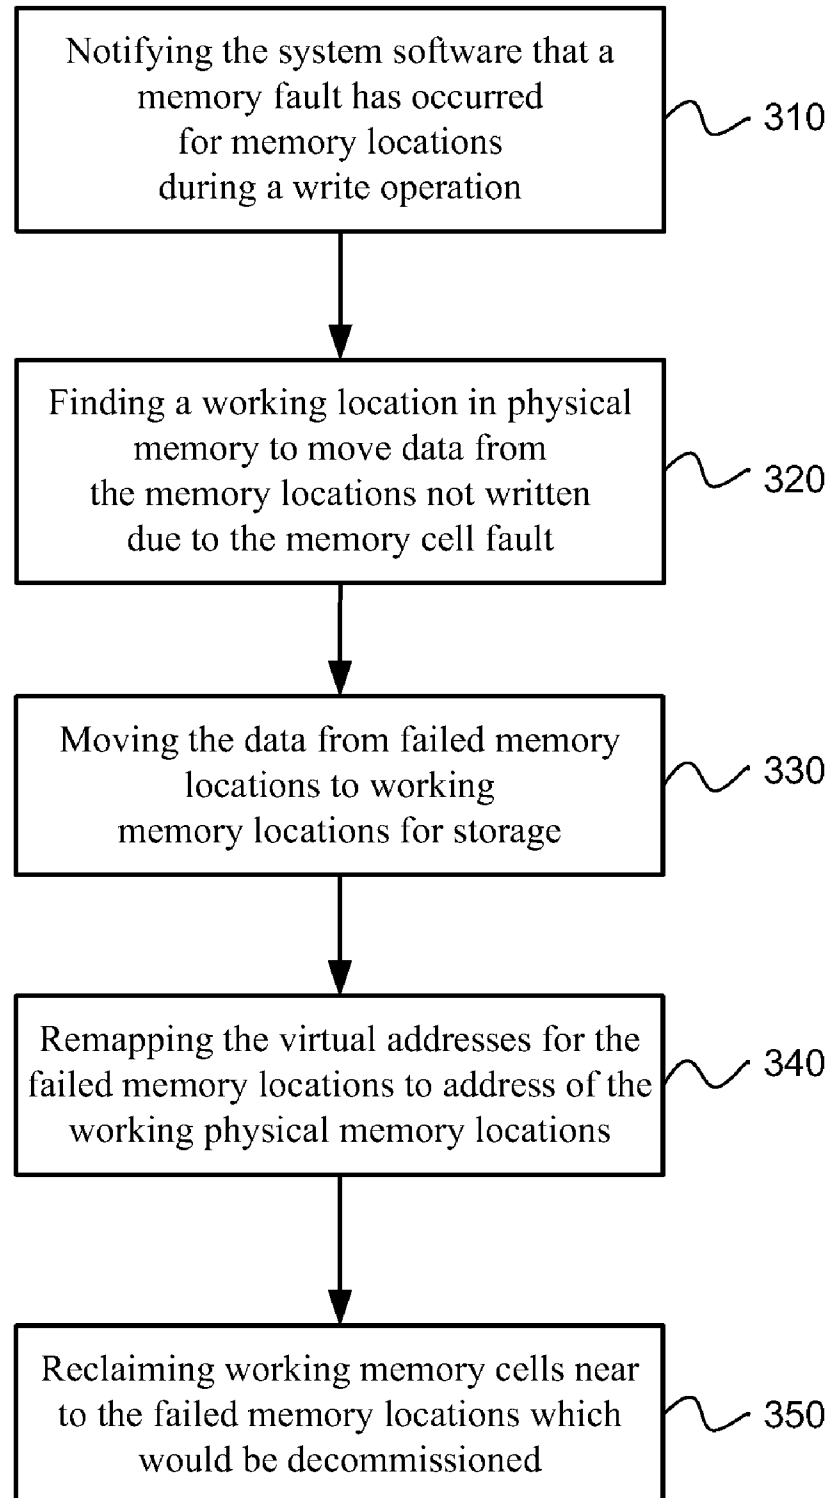 Notifying the system software that a
memory fault has occurred
for memory locations
during a write operation
310
Finding a working location in physical
memory to move data from
the memory locations not written
due to the memory cell fault
320
Moving the data from failed memory
locations to working
memory locations for storage
330
Remapping the virtual addresses for the
failed memory locations to address of the
working physical memory locations
340
Reclaiming working memory cells near
to the failed memory locations which
would be decommissioned
350